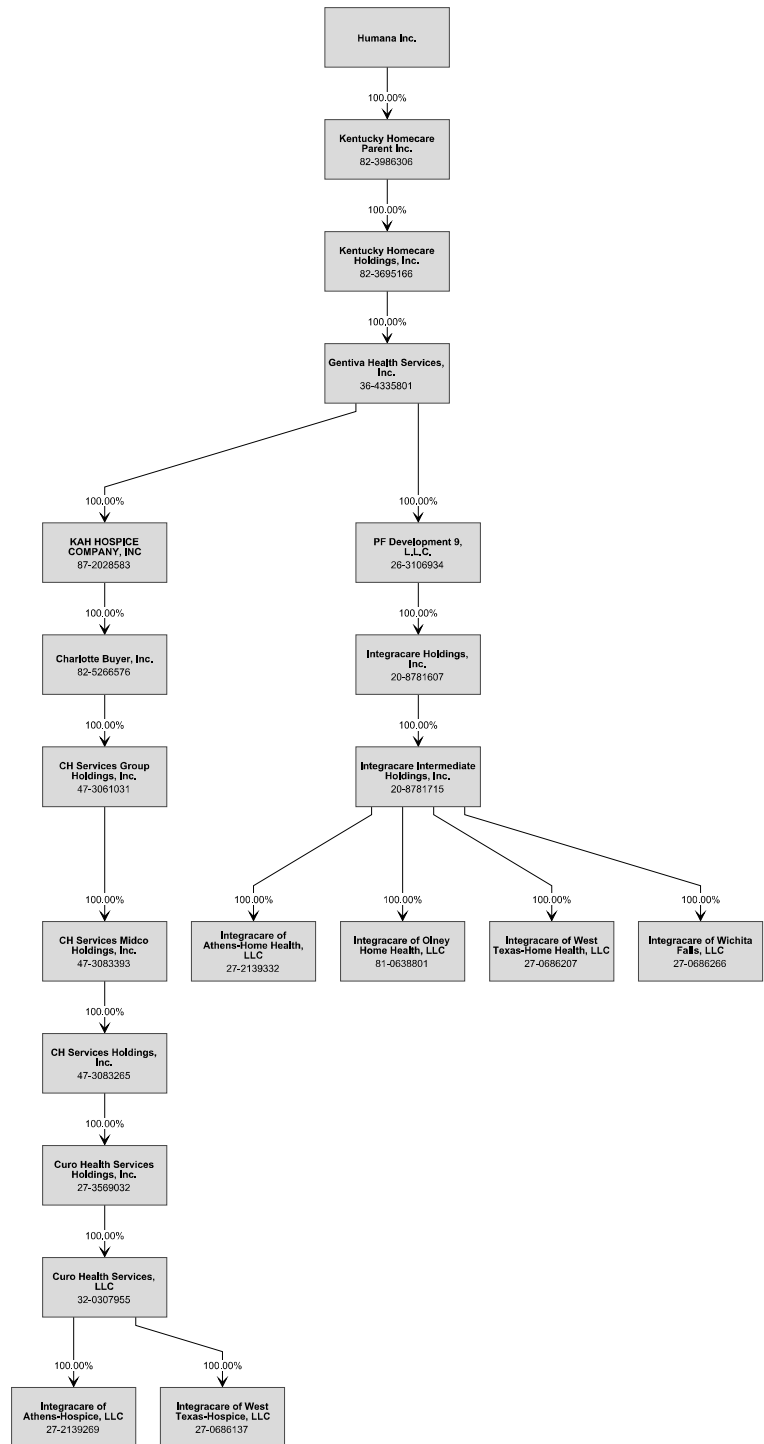 Humana Inc.
100.00%
Kentucky Homecare
Parent Inc.
82-3986306
100.00%
Kentucky Homecare
Holdings, Inc.
82-3695166
100.00%
Gentiva Health Services,
Inc.
36-4335801
100.00%
100.00%
KAH HOSPICE
COMPANY, INC
87-2028583
PF Development 9,
L.L.C.
26-3106934
100.00%
100.00%
Charlotte Buyer, Inc.
82-5266576
Integracare Holdings,
Inc.
20-8781607
100.00%
100.00%
CH Services Group
Holdings, Inc.
47-3061031
Integracare Intermediate
Holdings, Inc.
20-8781715
100.00%
100.00%
100.00%
100.00%
100.00%
CH Services Midco
Holdings, Inc.
47-3083393
Integracare of
Athens-Home Health,
LLC
27-2139332
Integracare of Olney
Home Health, LLC
81-0638801
Integracare of West
Texas-Home Health, LLC
27-0686207
Integracare of Wichita
Falls, LLC
27-0686266
100.00%
CH Services Holdings,
Inc.
47-3083265
100.00%
Curo Health Services
Holdings, Inc.
27-3569032
100.00%
Curo Health Services,
LLC
32-0307955
100.00%
100.00%
Integracare of
Athens-Hospice, LLC
27-2139269
Integracare of West
Texas-Hospice, LLC
27-0686137